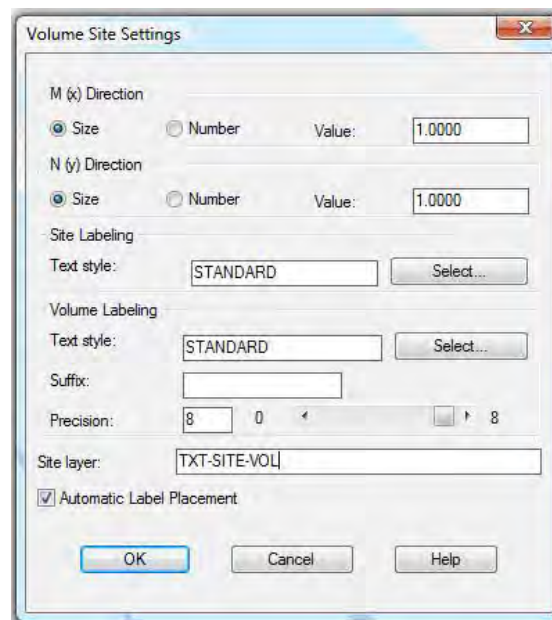 Volume Site Settings
M (x) Direction
Size Number Value: 1.0000
N (y) Direction
Size Number Value: 1.0000
Site Labeling
Text style: STANDARD Select...
Volume Labeling
Text style: STANDARD Select...
Suffix:
Precision: 8 0 8
Site layer: TXT-SITE-VOL
Automatic Label Placement
OK Cancel Help